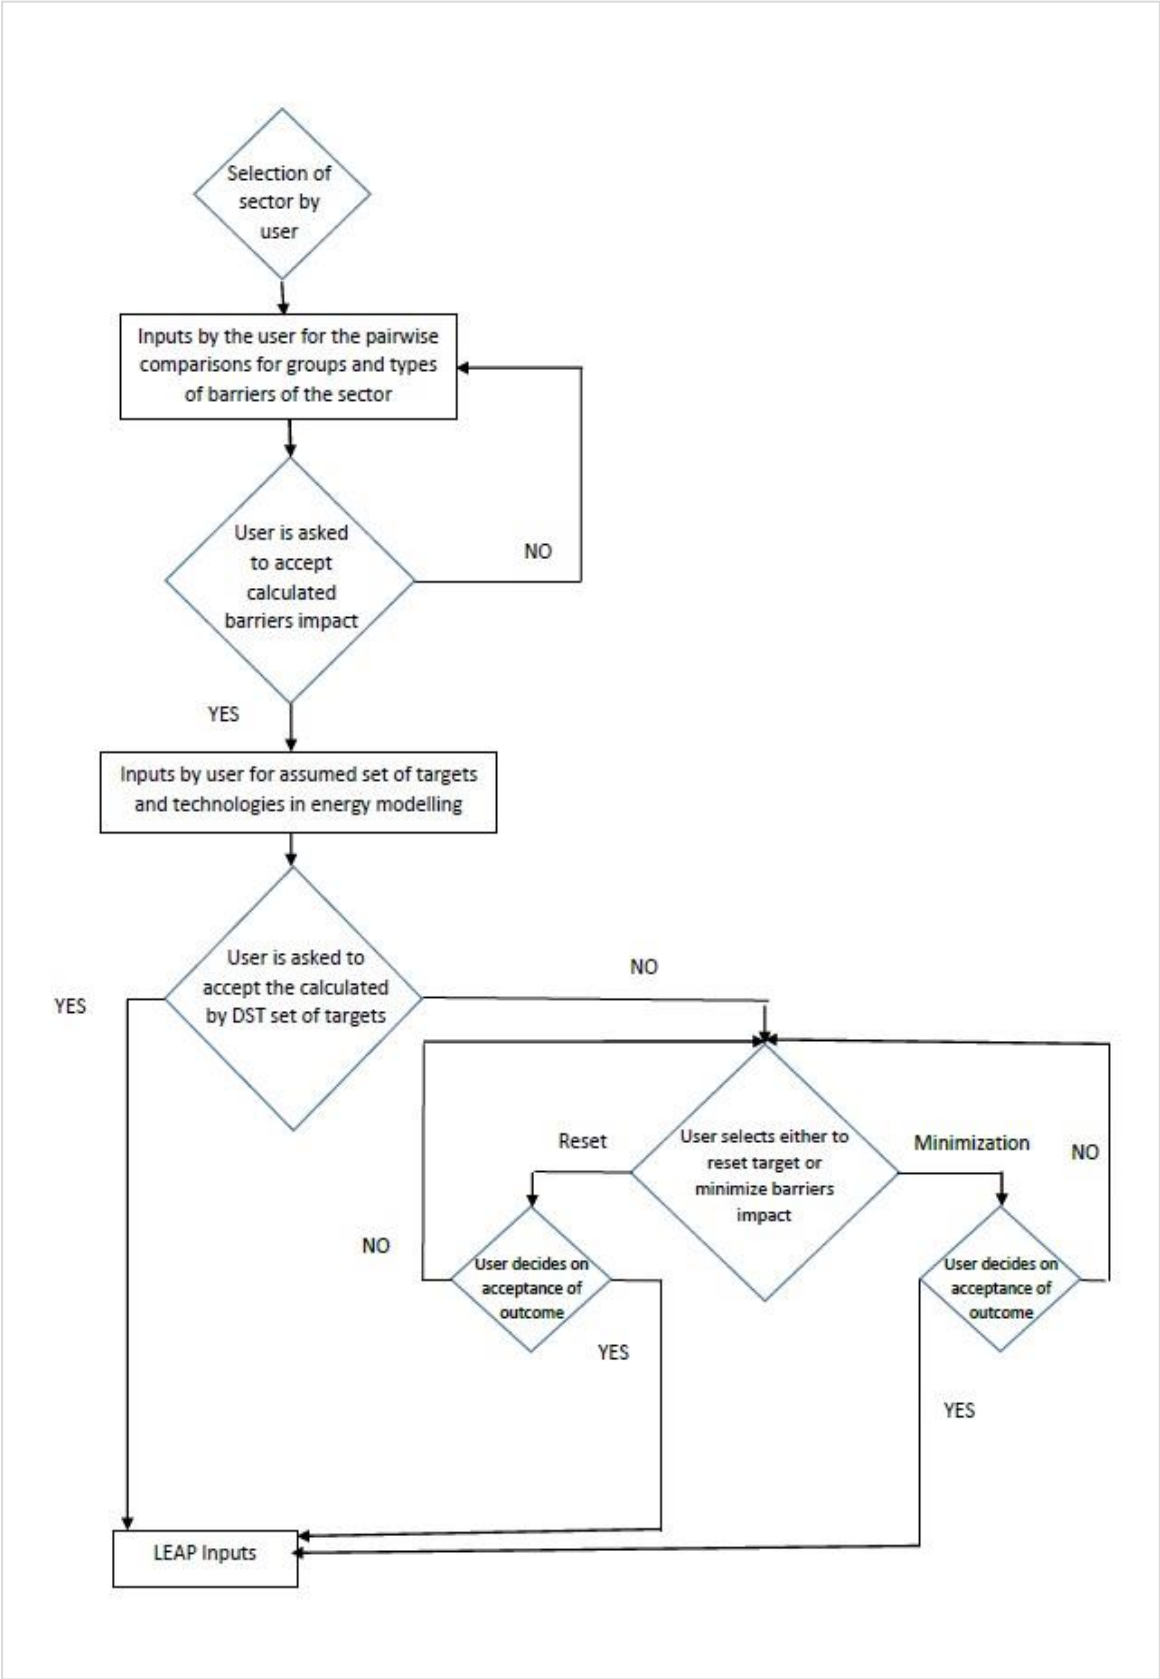 Selection of
sector by
user
Inputs by the user for the pairwise
comparisons for groups and types
of barriers of the sector
User is asked
to accept
calculated
barriers impact
NO
YES
Inputs by user for assumed set of targets
and technologies in energy modelling
User is asked to
accept the calculated
by DST set of targets
YES
NO
User selects either to
reset target or
minimize barriers
impact
Reset
Minimization
NO
NO
User decides on
acceptance of
outcome
User decides on
acceptance of
outcome
YES
YES
LEAP Inputs